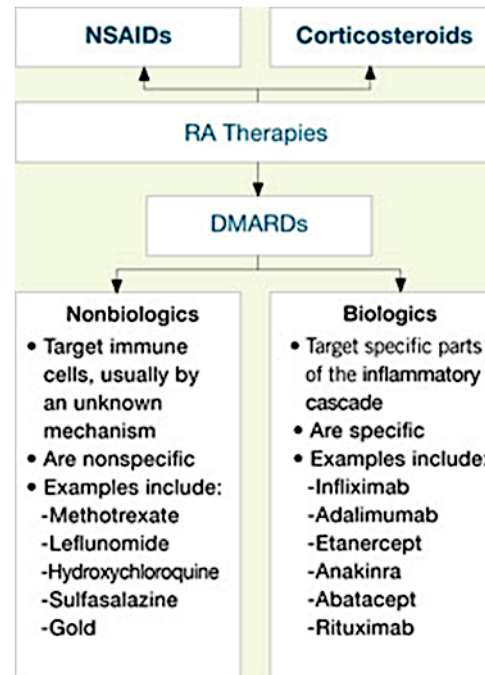 NSAIDs
Corticosteroids
RA Therapies
DMARDs
Nonbiologics
• Target immune
cells, usually by
an unknown
mechanism
• Are nonspecific
• Examples include:
-Methotrexate
-Leflunomide
-Hydroxychloroquine
-Sulfasalazine
-Gold
Biologics
• Target specific parts
of the inflammatory
cascade
• Are specific
• Examples include:
-Infliximab
-Adalimumab
-Etanercept
-Anakinra
-Abatacept
-Rituximab